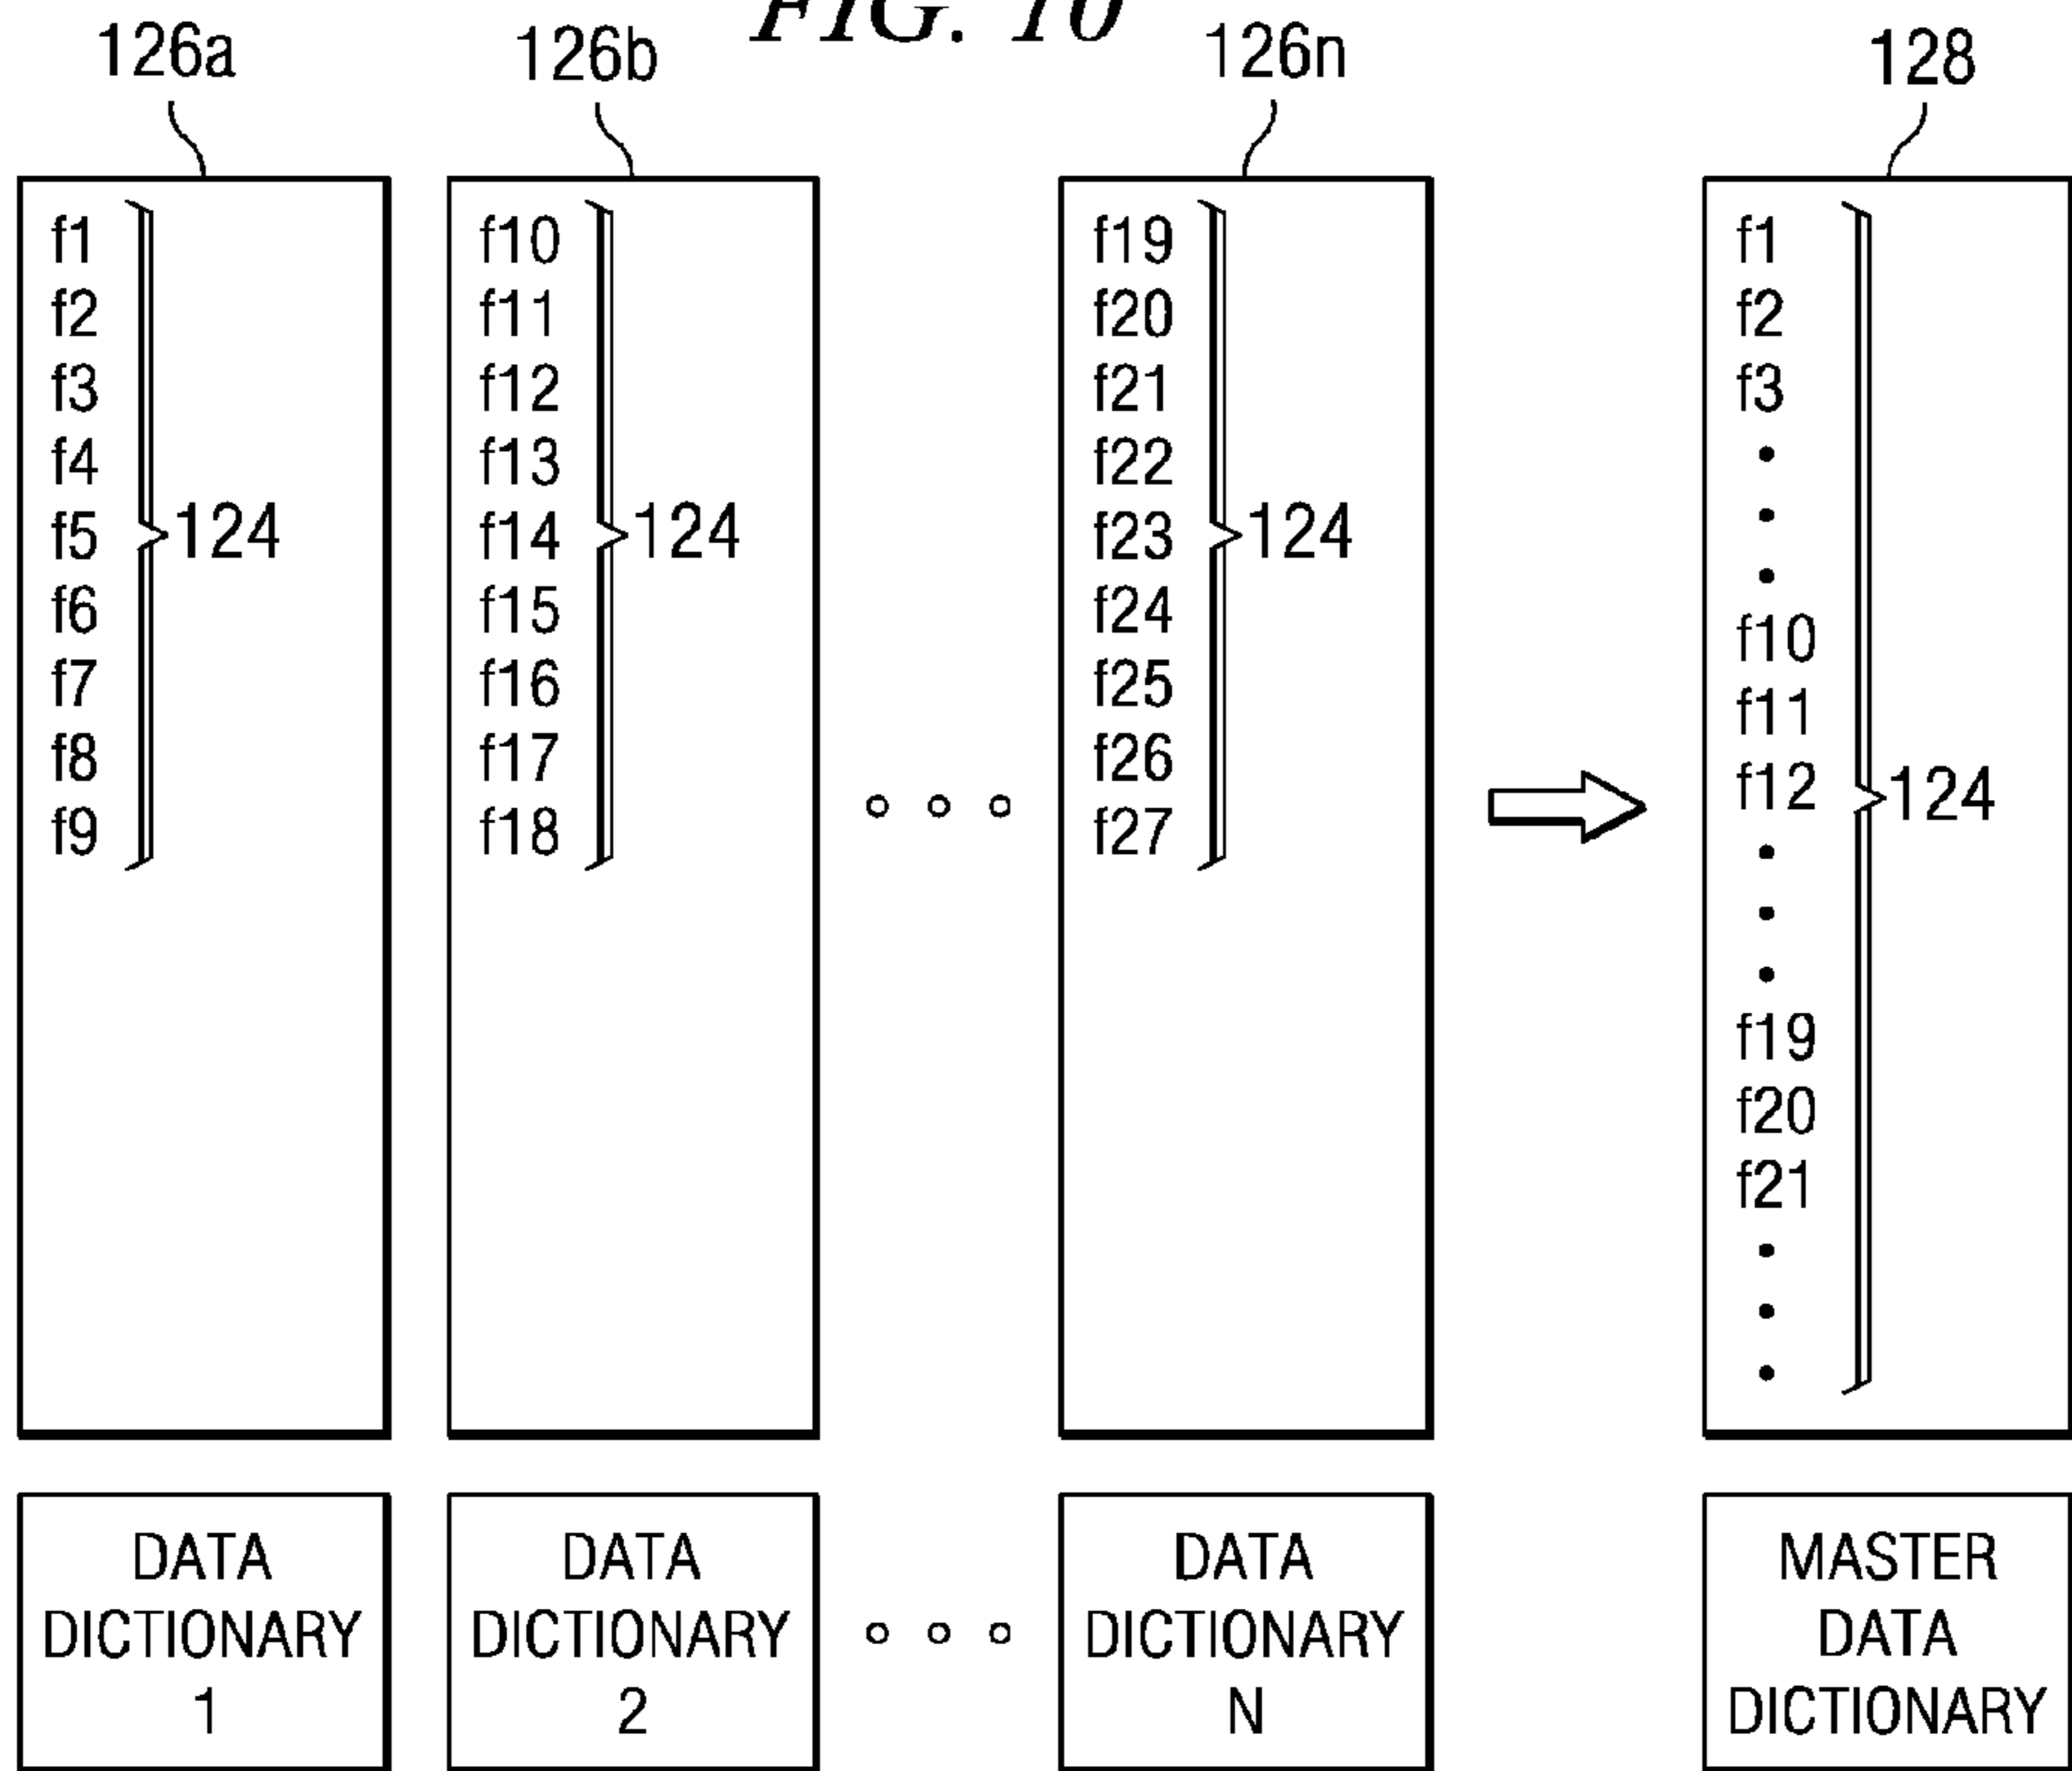 FIG. 10
126a
f1
f2
f3
f4
f5
f6
f7
f8
f9
124
DATA
DICTIONARY
1
126b
f10
f11
f12
f13
f14
f15
f16
f17
f18
124
DATA
DICTIONARY
2
126n
f19
f20
f21
f22
f23
f24
f25
f26
f27
124
DATA
DICTIONARY
N
128
f1
f2
f3
f10
f11
f12
f19
f20
f21
124
MASTER
DATA
DICTIONARY